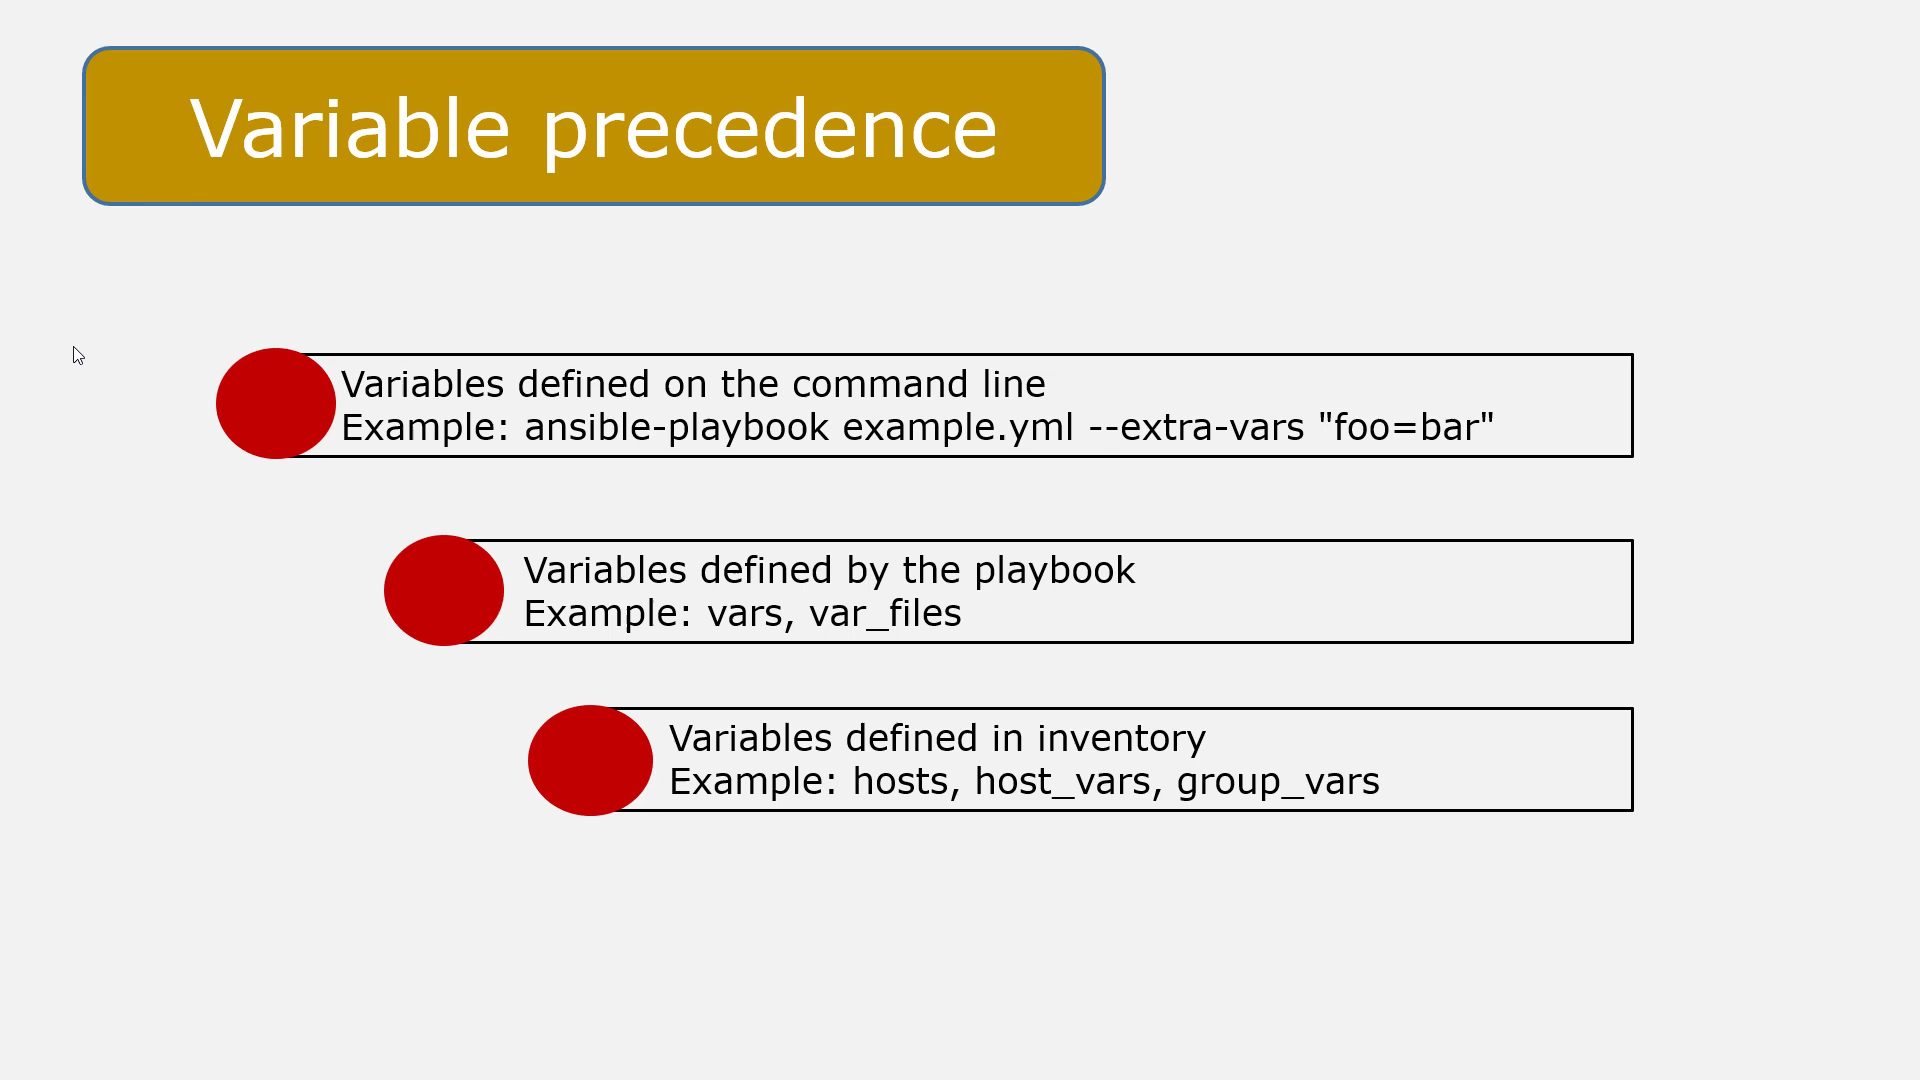 Variable precedence
Variables defined on the command line
Example: ansible-playbook example.yml --extra-vars "foo=bar"
Variables defined by the playbook
Example: vars, var_files
Variables defined in inventory
Example: hosts, host_vars, group_vars